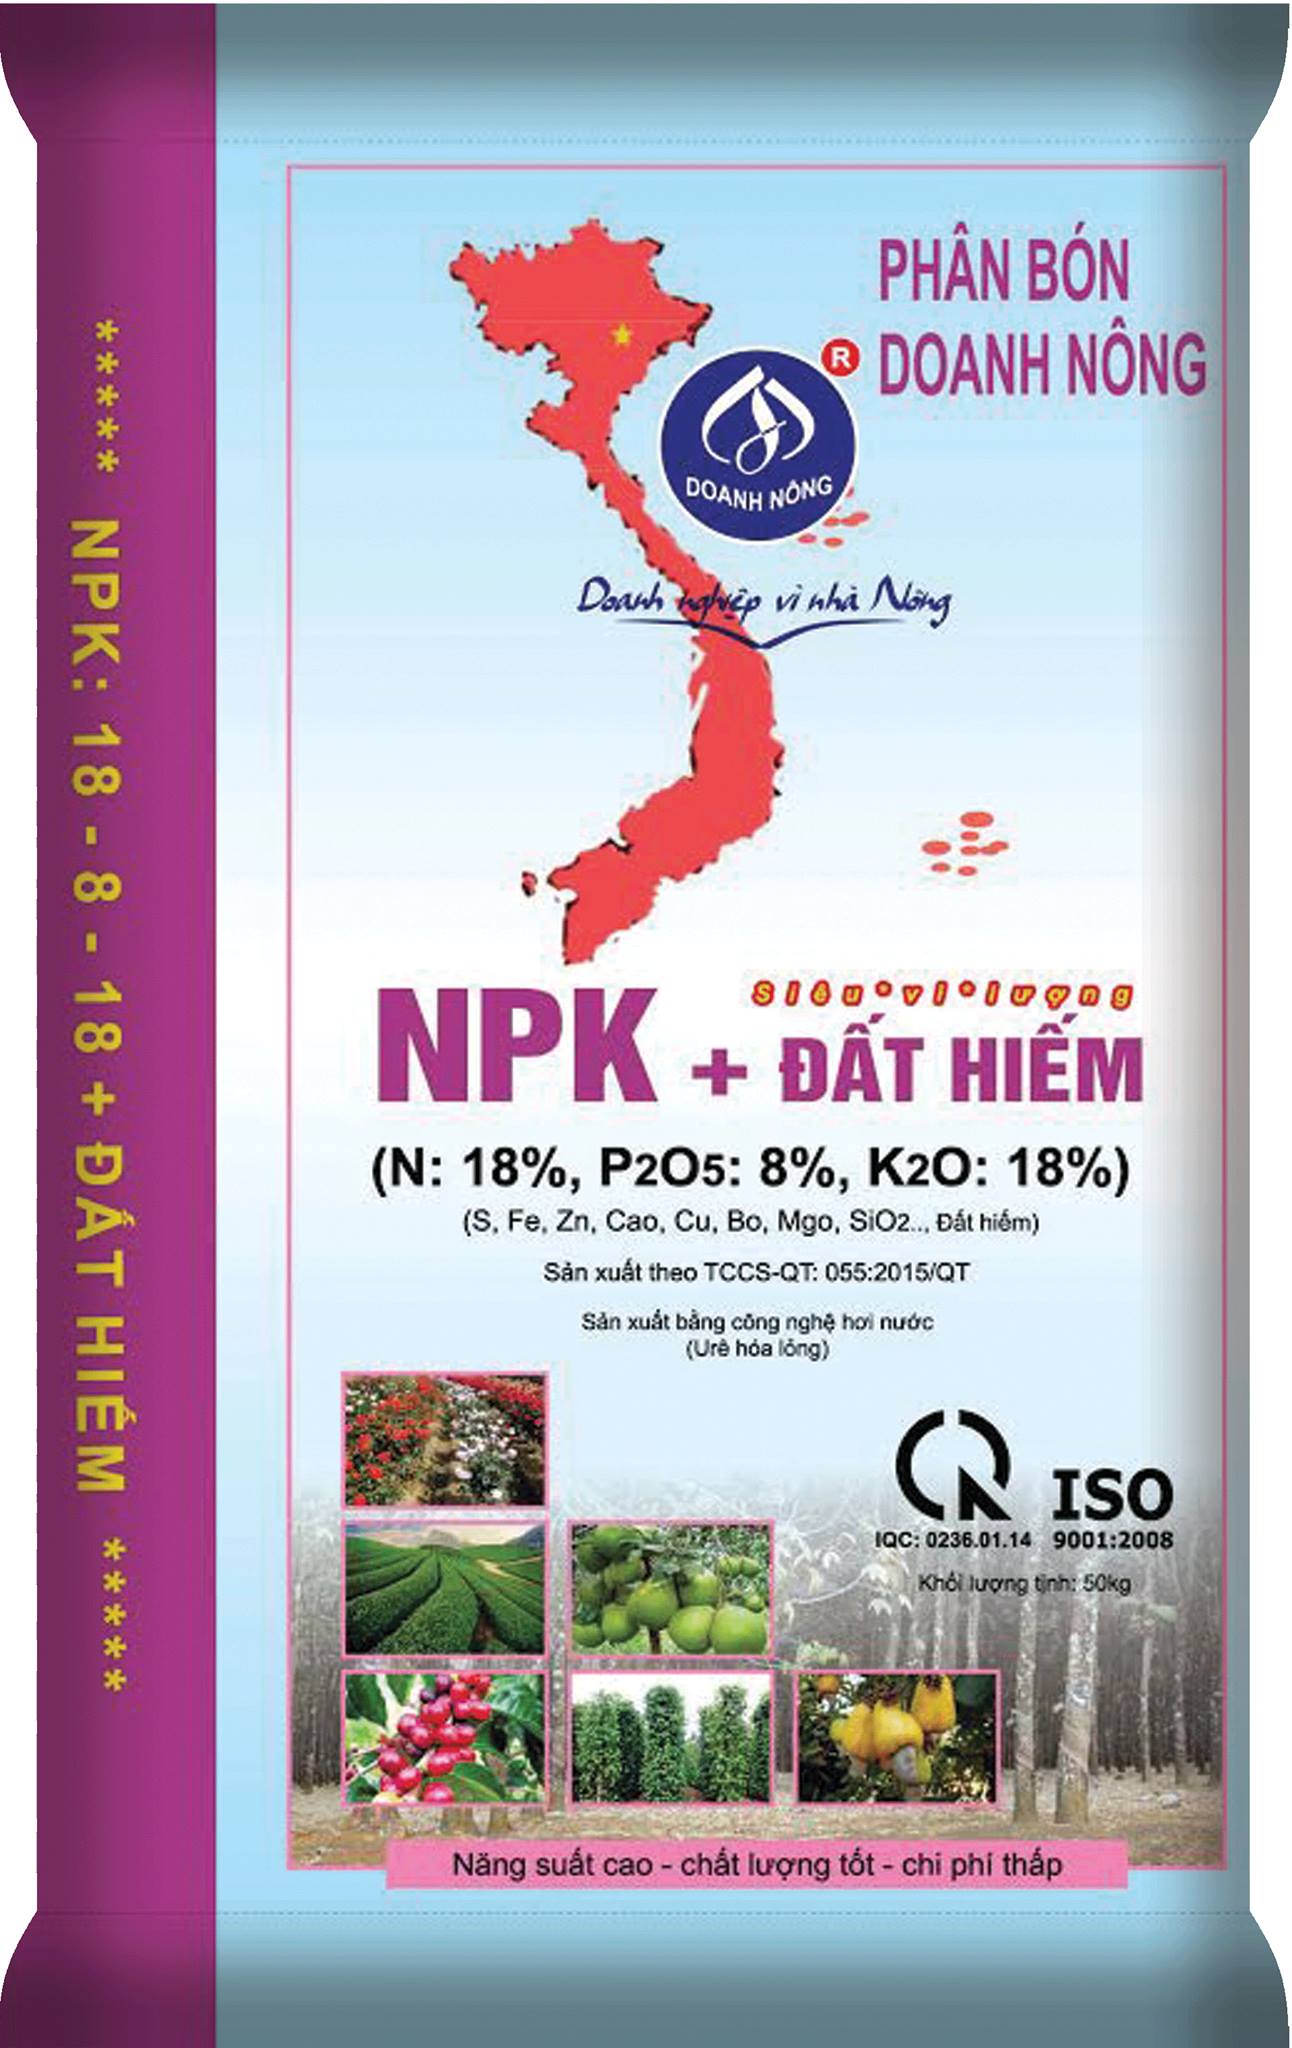 ***** NPK: 18 - 8 - 18 + ĐẤT HIẾM *****
PHÂN BÓN
DOANH NÔNG
R
DOANH NÔNG
Doanh nghiệp vì nhà Nông
NPK + ĐẤT HIẾM
Siêu*vi*lượng
(N: 18%, P2O5: 8%, K2O: 18%)
(S, Fe, Zn, Cao, Cu, Bo, Mgo, SiO2.., Đất hiếm)
Sản xuất theo TCCS-QT: 055:2015/QT
Sản xuất bằng công nghệ hơi nước
(Urê hóa lỏng)
ISO
IQC: 0236.01.14 9001:2008
Khối lượng tịnh: 50kg
Năng suất cao - chất lượng tốt - chi phí thấp